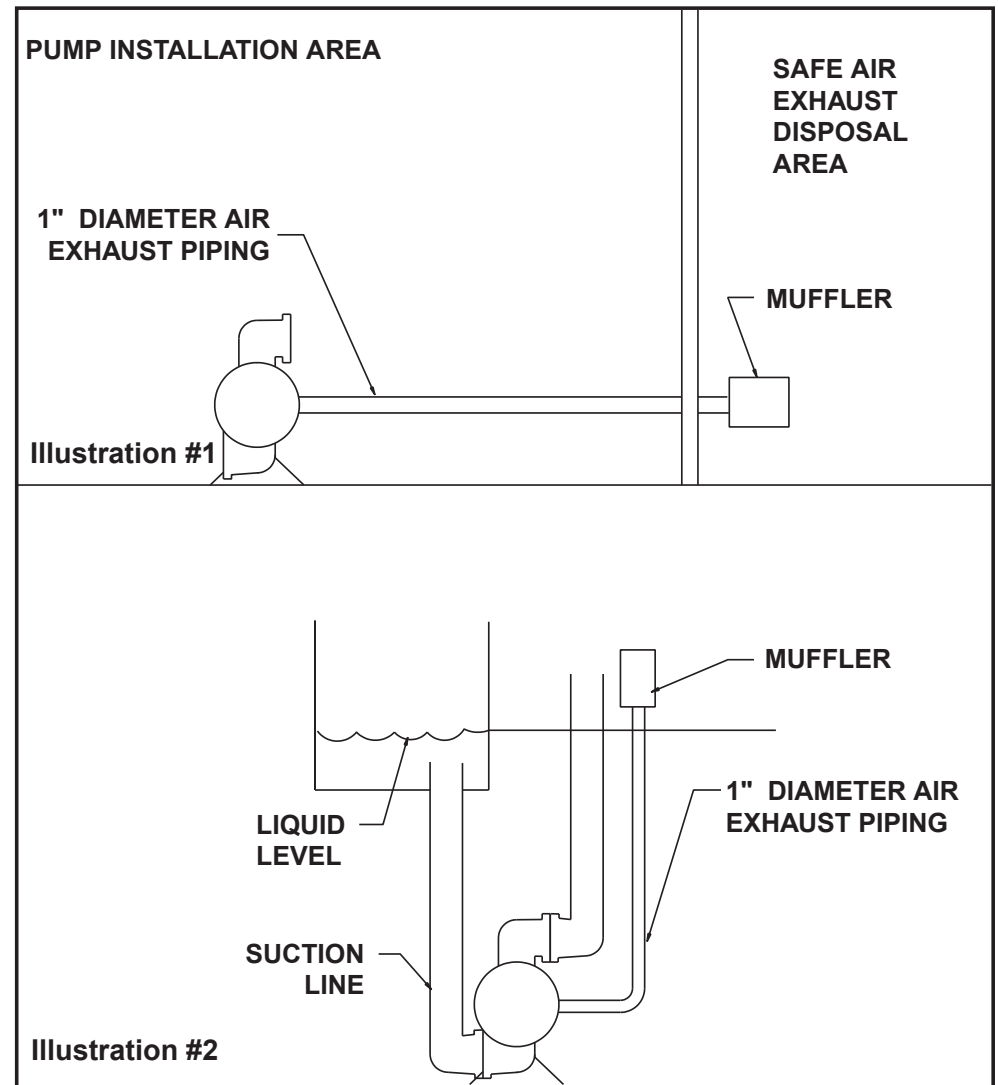 PUMP INSTALLATION AREA
SAFE AIR
EXHAUST
DISPOSAL
AREA
1" DIAMETER AIR
EXHAUST PIPING
MUFFLER
Illustration #1
MUFFLER
1" DIAMETER AIR
EXHAUST PIPING
LIQUID
LEVEL
SUCTION
LINE
Illustration #2